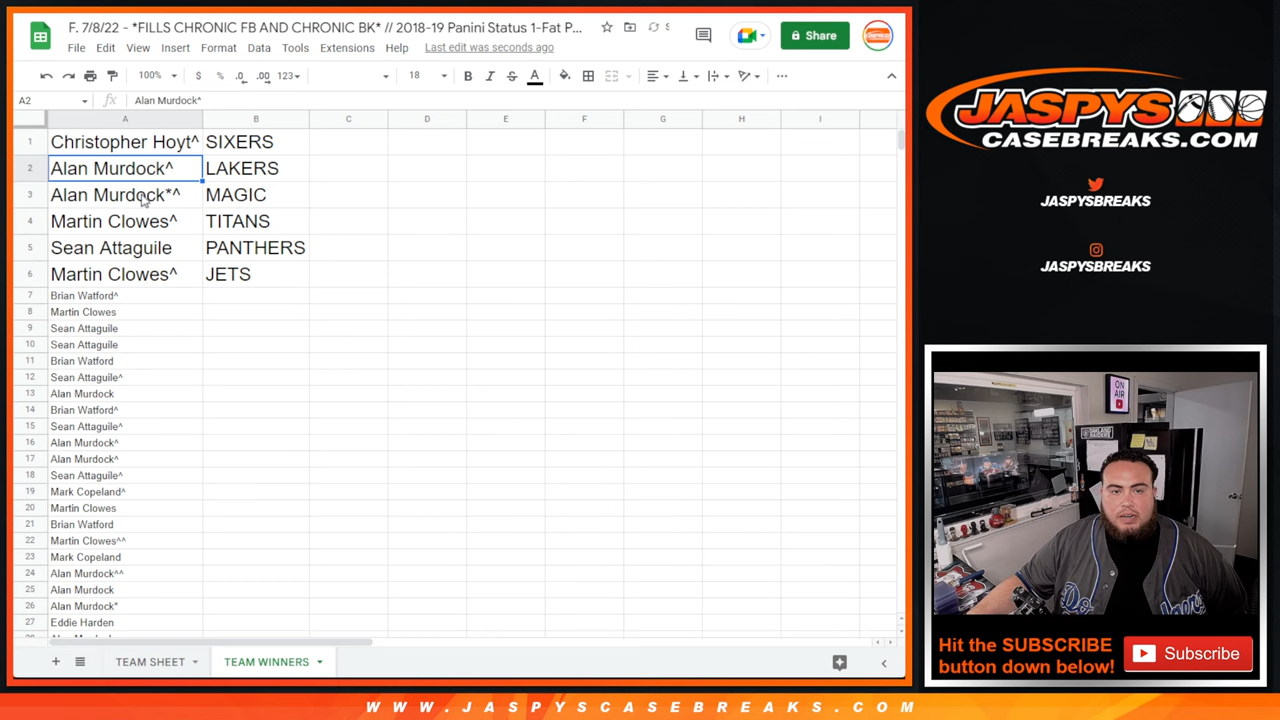 F. 7/8/22 - *FILLS CHRONIC FB AND CHRONIC BK* // 2018-19 Panini Status 1-Fat P...
File Edit View Insert Format Data Tools Extensions Help Last edit was seconds ago
Share
100% $ % .0 .00 123 18 B I S A
A2 fx Alan Murdock^
A B C D E F G H I
1 Christopher Hoyt^ SIXERS
2 Alan Murdock^ LAKERS
3 Alan Murdock*^ MAGIC
4 Martin Clowes^ TITANS
5 Sean Attaguile PANTHERS
6 Martin Clowes^ JETS
7 Brian Watford^
8 Martin Clowes
9 Sean Attaguile
10 Sean Attaguile
11 Brian Watford
12 Sean Attaguile^
13 Alan Murdock
14 Brian Watford^
15 Sean Attaguile^
16 Alan Murdock^
17 Alan Murdock^
18 Sean Attaguile^
19 Mark Copeland^
20 Martin Clowes
21 Brian Watford
22 Martin Clowes^^
23 Mark Copeland
24 Alan Murdock^^
25 Alan Murdock
26 Alan Murdock*
27 Eddie Harden
TEAM SHEET TEAM WINNERS
JASPYS
CASEBREAKS.COM
JASPYSBREAKS
JASPYSBREAKS
ON AIR
Hit the SUBSCRIBE
button down below!
Subscribe
WWW.JASPYSCASEBREAKS.COM